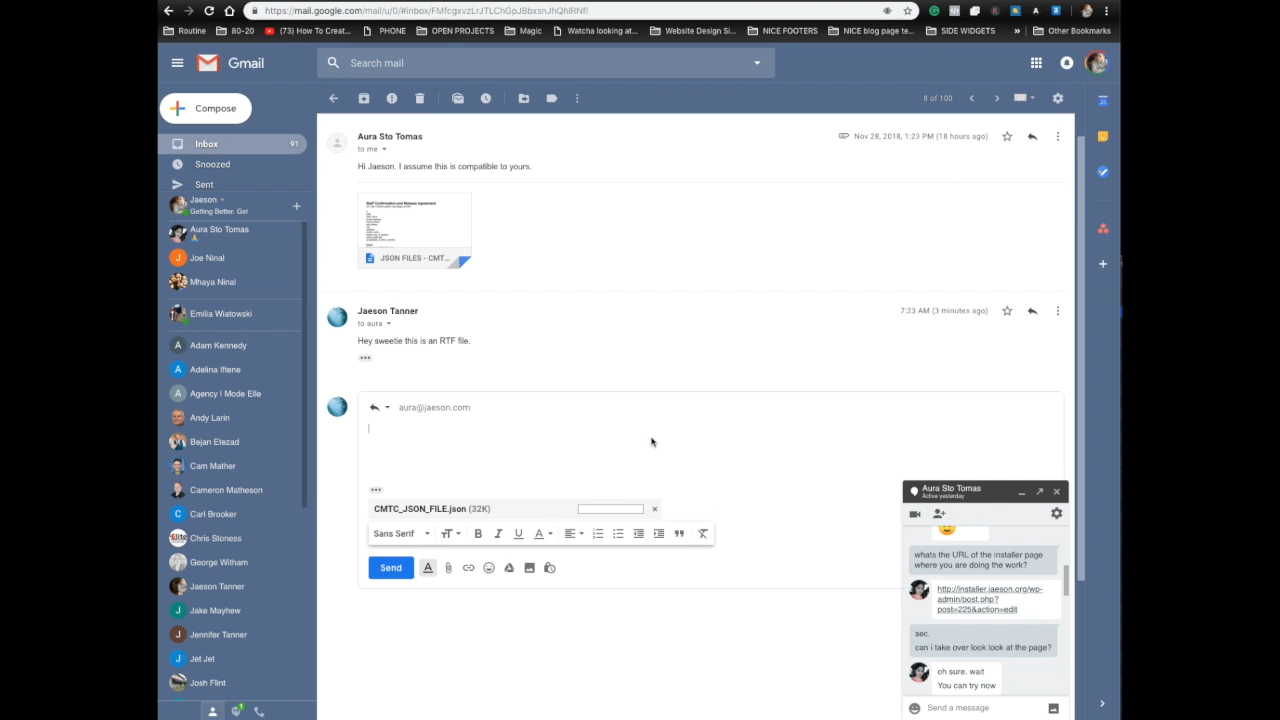 https://mail.google.com/mail/u/0/#inbox/FMfcgxvzLrJTLChGpJBbxsnJhQhlRNfl
Routine
80-20
(73) How To Creat...
PHONE
OPEN PROJECTS
Magic
Watcha looking at...
Website Design Si...
NICE FOOTERS
NICE blog page te...
SIDE WIDGETS
»
Other Bookmarks
Gmail
Search mail
Compose
8 of 100
Inbox 91
Snoozed
Sent
Jaeson
Getting Better. Ge!
Aura Sto Tomas
Joe Ninal
Mhaya Ninal
Emilia Wiatowski
A Adam Kennedy
A Adelina Iftene
A Agency I Mode Elle
Andy Larin
Bejan Etezad
Cam Mather
Cameron Matheson
Carl Brooker
Chris Stoness
George Witham
Jaeson Tanner
J Jake Mayhew
J Jennifer Tanner
J Jet Jet
Josh Flint
Aura Sto Tomas
Nov 28, 2018, 1:23 PM (18 hours ago)
to me
Hi Jaeson. I assume this is compatible to yours.
Staff Confirmation and Release Agreement
JSON FILES - CMT...
Jaeson Tanner
7:23 AM (3 minutes ago)
to aura
Hey sweetie this is an RTF file.
aura@jaeson.com
CMTC_JSON_FILE.json (32K)
Sans Serif
Send
Aura Sto Tomas
Active yesterday
whats the URL of the installer page
where you are doing the work?
http://installer.jaeson.org/wp-
admin/post.php?
post=225&action=edit
sec.
can i take over look look at the page?
oh sure, wait
You can try now
Send a message